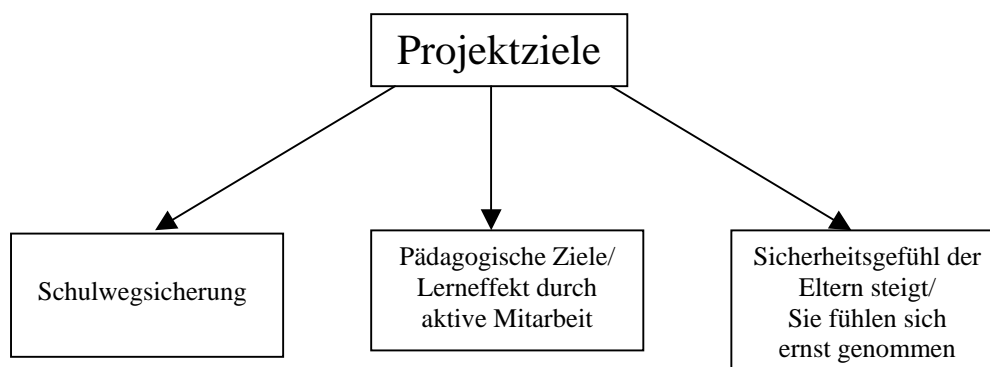 Projektziele
Schulwegsicherung
Pädagogische Ziele/
Lerneffekt durch
aktive Mitarbeit
Sicherheitsgefühl der
Eltern steigt/
Sie fühlen sich
ernst genommen